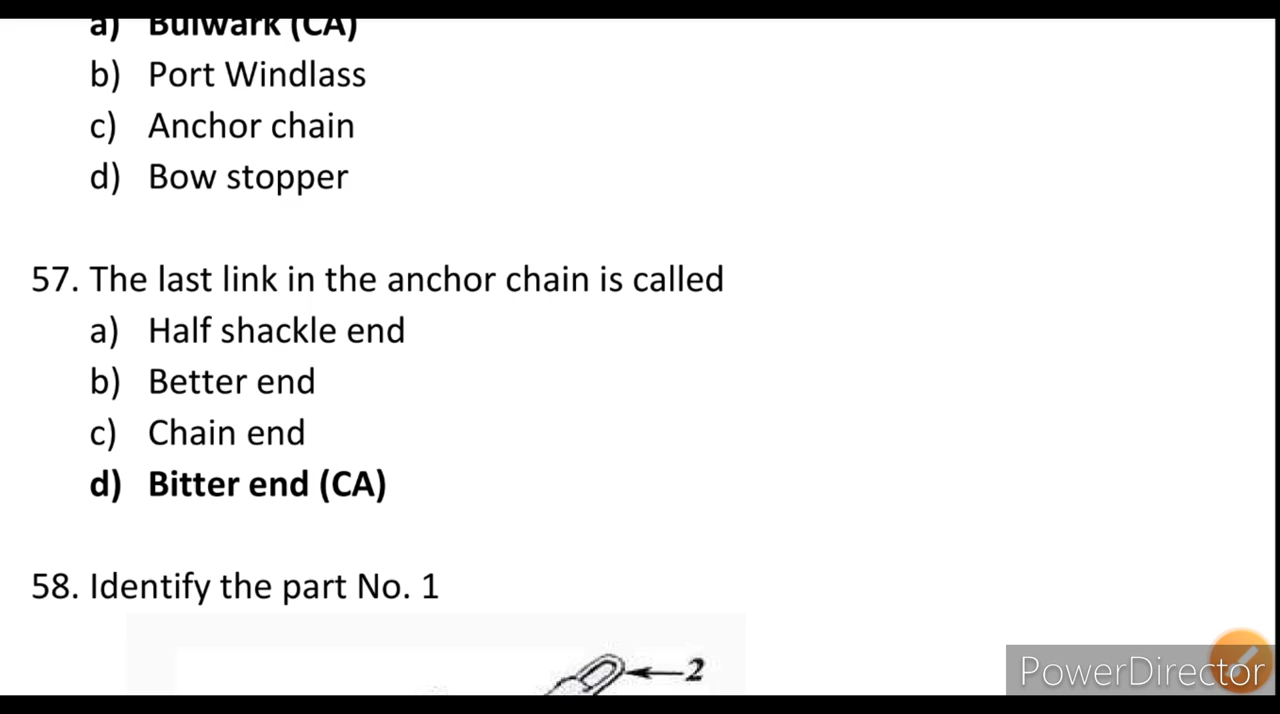 a) Bulwark (CA)
b) Port Windlass
c) Anchor chain
d) Bow stopper
57. The last link in the anchor chain is called
a) Half shackle end
b) Better end
c) Chain end
d) Bitter end (CA)
58. Identify the part No. 1
2
PowerDirector